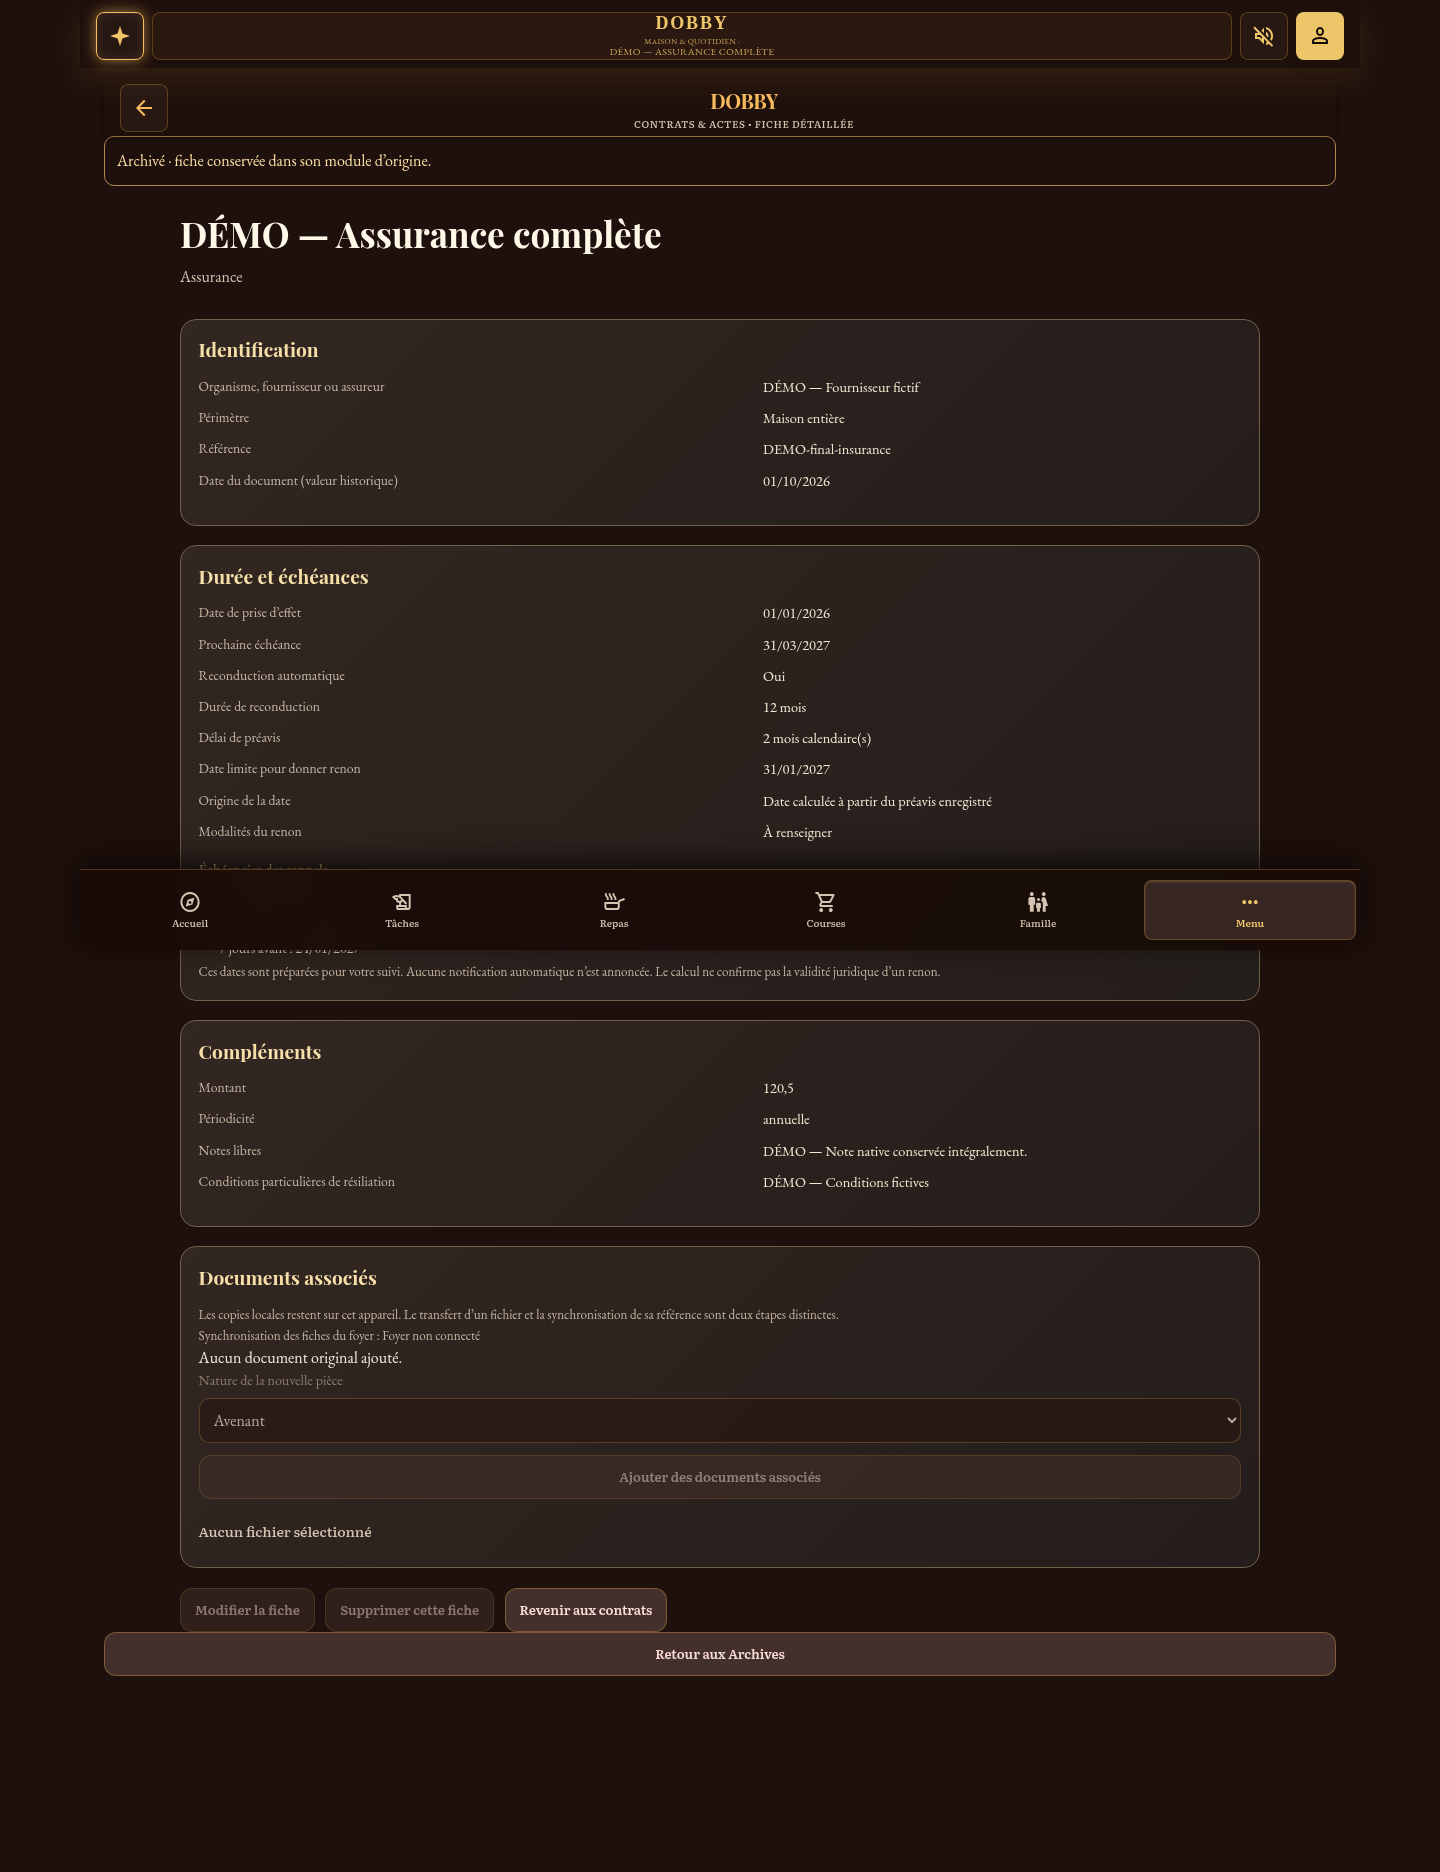 DOBBY
MAISON & QUOTIDIEN ·
DÉMO — ASSURANCE COMPLÈTE
DOBBY
CONTRATS & ACTES • FICHE DÉTAILLÉE
Archivé · fiche conservée dans son module d’origine.
DÉMO — Assurance complète
Assurance
Identification
Organisme, fournisseur ou assureur DÉMO — Fournisseur fictif
Périmètre Maison entière
Référence DEMO-final-insurance
Date du document (valeur historique) 01/10/2026
Durée et échéances
Date de prise d’effet 01/01/2026
Prochaine échéance 31/03/2027
Reconduction automatique Oui
Durée de reconduction 12 mois
Délai de préavis 2 mois calendaire(s)
Date limite pour donner renon 31/01/2027
Origine de la date Date calculée à partir du préavis enregistré
Modalités du renon À renseigner
Échéancier des rappels
Accueil Tâches Repas Courses Famille Menu
7 jours avant : 24/01/2027
Ces dates sont préparées pour votre suivi. Aucune notification automatique n’est annoncée. Le calcul ne confirme pas la validité juridique d’un renon.
Compléments
Montant 120,5
Périodicité annuelle
Notes libres DÉMO — Note native conservée intégralement.
Conditions particulières de résiliation DÉMO — Conditions fictives
Documents associés
Les copies locales restent sur cet appareil. Le transfert d’un fichier et la synchronisation de sa référence sont deux étapes distinctes.
Synchronisation des fiches du foyer : Foyer non connecté
Aucun document original ajouté.
Nature de la nouvelle pièce
Avenant
Ajouter des documents associés
Aucun fichier sélectionné
Modifier la fiche Supprimer cette fiche Revenir aux contrats
Retour aux Archives